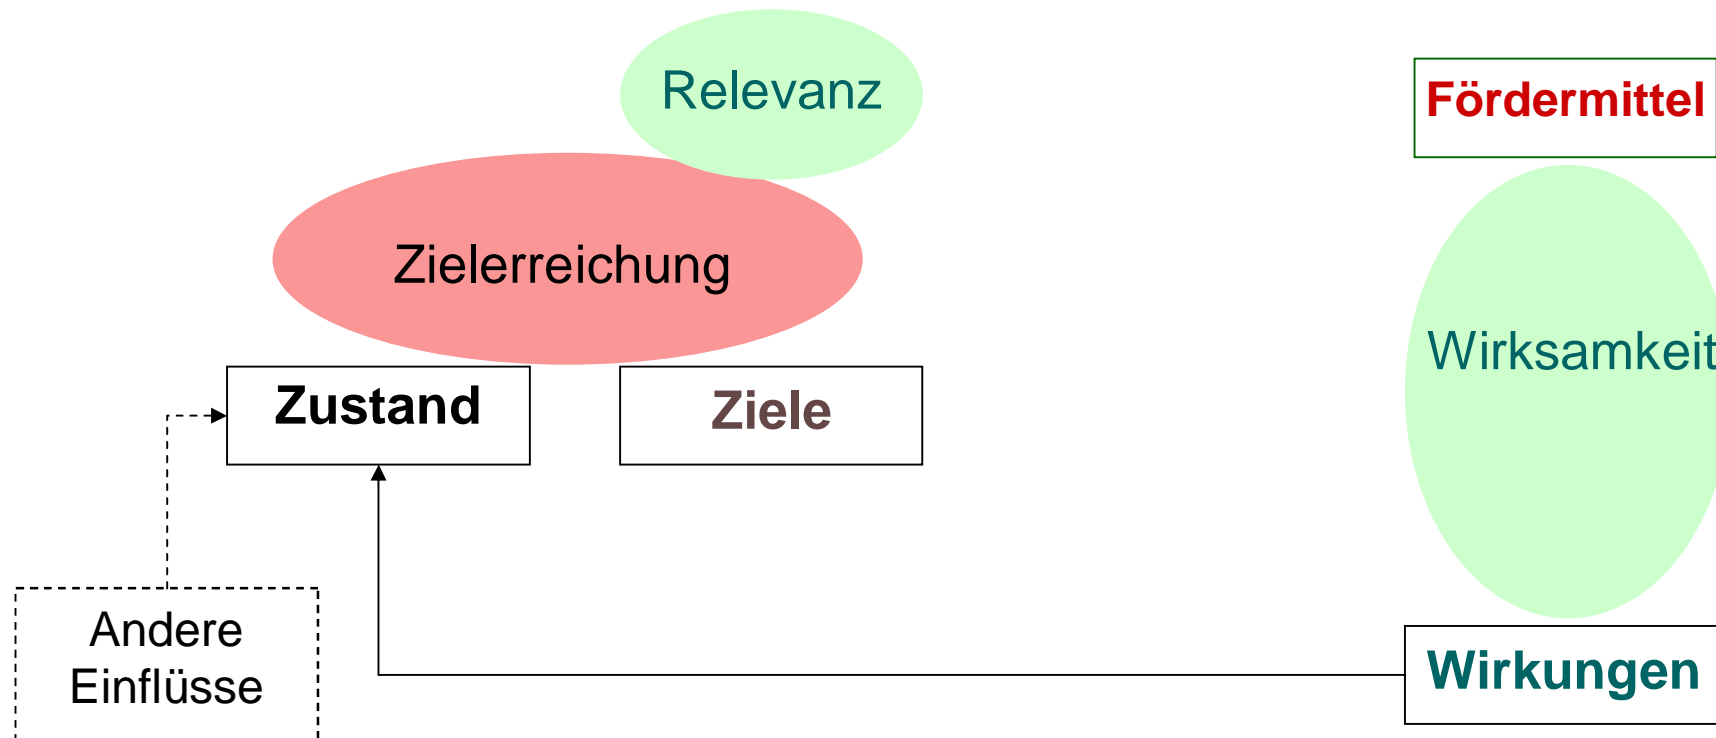 Relevanz
Fördermittel
Zielerreichung
Wirksamkeit
Zustand
Ziele
Andere
Einflüsse
Wirkungen